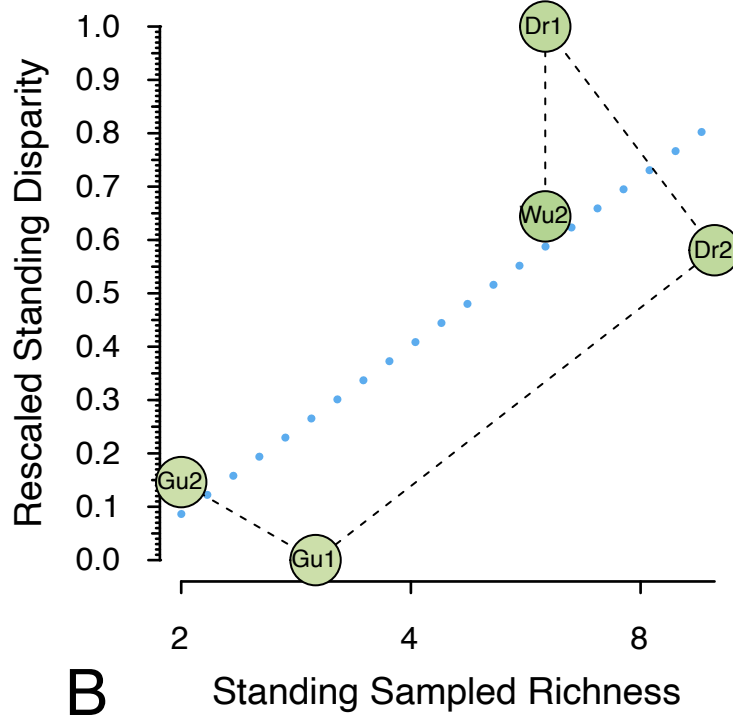 Rescaled Standing Disparity
1.0
0.9
0.8
0.7
0.6
0.5
0.4
0.3
0.2
0.1
0.0
Dr1
Wu2
Dr2
Gu2
Gu1
2 4 8
Standing Sampled Richness
B